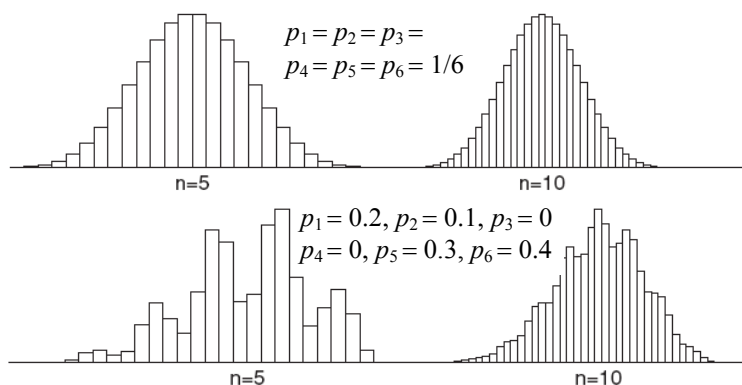 p₁ = p₂ = p₃ =
p₄ = p₅ = p₆ = 1/6
n=5
n=10
p₁ = 0.2, p₂ = 0.1, p₃ = 0
p₄ = 0, p₅ = 0.3, p₆ = 0.4
n=5
n=10